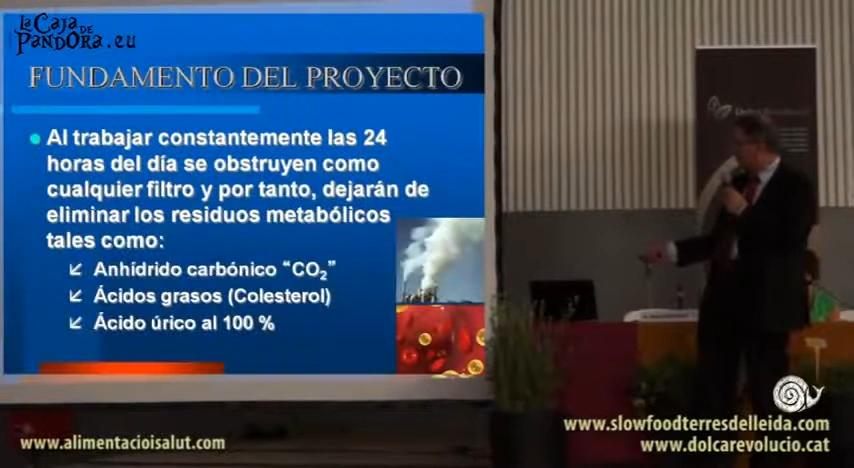 La Caja
DE
PANDORA.eu
FUNDAMENTO DEL PROYECTO
Al trabajar constantemente las 24
horas del día se obstruyen como
cualquier filtro y por tanto, dejarán de
eliminar los residuos metabólicos
tales como:
Anhídrido carbónico “CO₂”
Ácidos grasos (Colesterol)
Ácido úrico al 100 %
www.alimentacioisalut.com
www.slowfoodterresdelleida.com
www.dolcarevolucio.cat